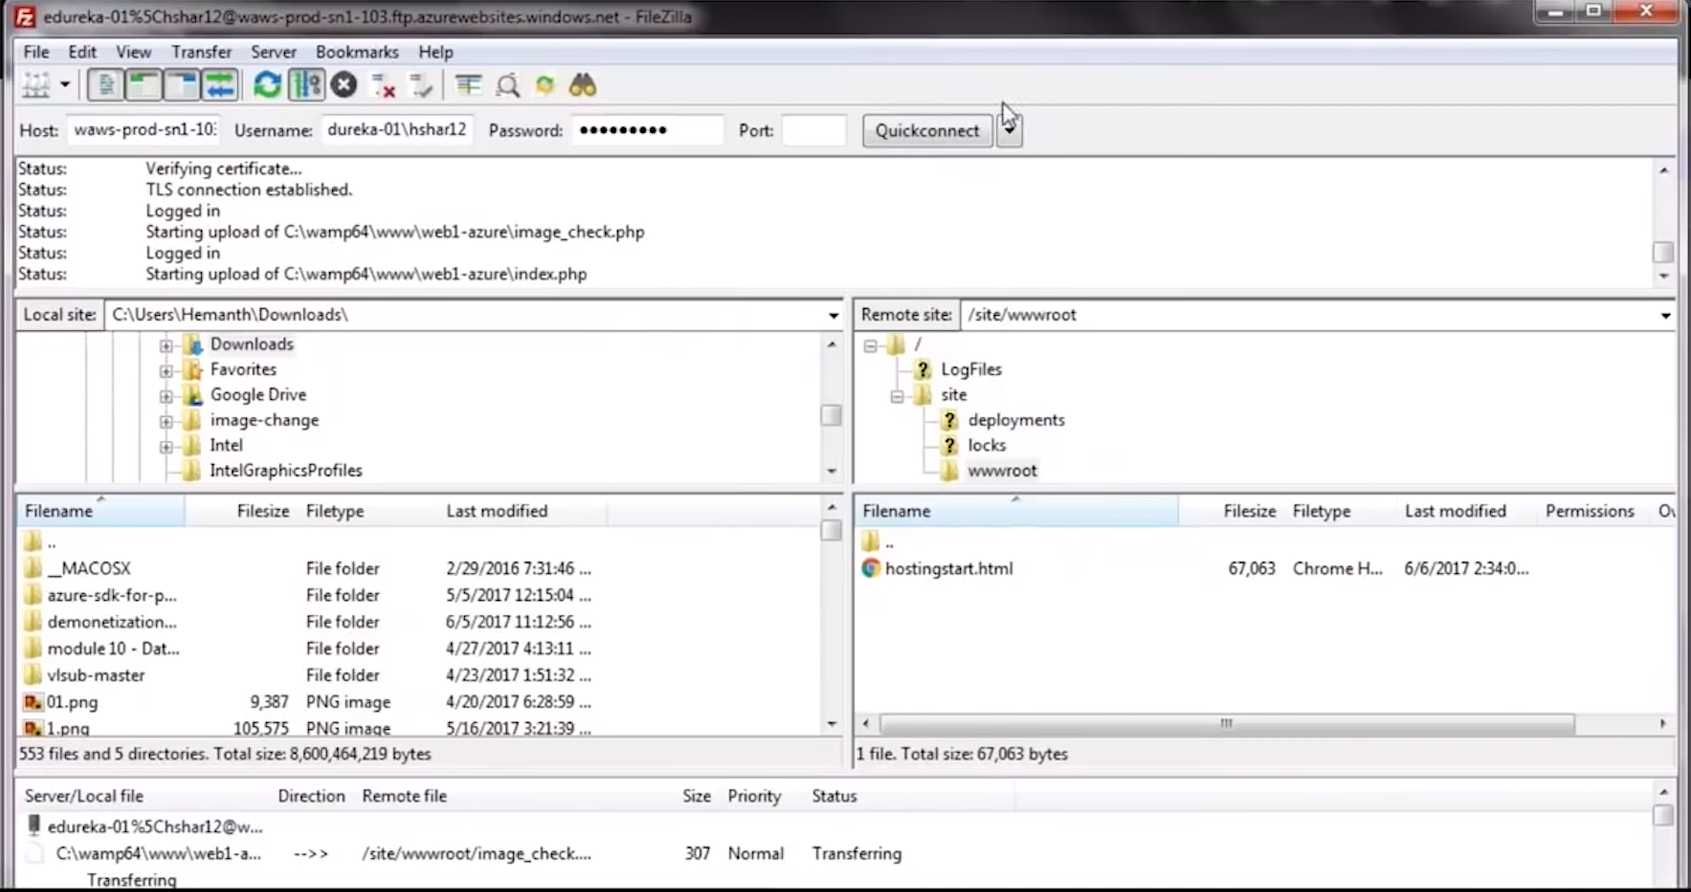 edureka-01%5Chshar12@waws-prod-sn1-103.ftp.azurewebsites.windows.net - FileZilla
File Edit View Transfer Server Bookmarks Help
Host: waws-prod-sn1-103 Username: dureka-01\hshar12 Password: ●●●●●●●●● Port: Quickconnect
Status: Verifying certificate...
Status: TLS connection established.
Status: Logged in
Status: Starting upload of C:\wamp64\www\web1-azure\image_check.php
Status: Logged in
Status: Starting upload of C:\wamp64\www\web1-azure\index.php
Local site: C:\Users\Hemanth\Downloads\
Downloads
Favorites
Google Drive
image-change
Intel
IntelGraphicsProfiles
Remote site: /site/wwwroot
/
LogFiles
site
deployments
locks
wwwroot
Filename Filesize Filetype Last modified
..
__MACOSX File folder 2/29/2016 7:31:46 ...
azure-sdk-for-p... File folder 5/5/2017 12:15:04 ...
demonetization... File folder 6/5/2017 11:12:56 ...
module 10 - Dat... File folder 4/27/2017 4:13:11 ...
vlsub-master File folder 4/23/2017 1:51:32 ...
01.png 9,387 PNG image 4/20/2017 6:28:59 ...
1.png 105,575 PNG image 5/16/2017 3:21:39 ...
553 files and 5 directories. Total size: 8,600,464,219 bytes
Filename Filesize Filetype Last modified Permissions Ov
..
hostingstart.html 67,063 Chrome H... 6/6/2017 2:34:0...
1 file. Total size: 67,063 bytes
Server/Local file Direction Remote file Size Priority Status
edureka-01%5Chshar12@w...
C:\wamp64\www\web1-a... -->> /site/wwwroot/image_check.... 307 Normal Transferring
Transferring